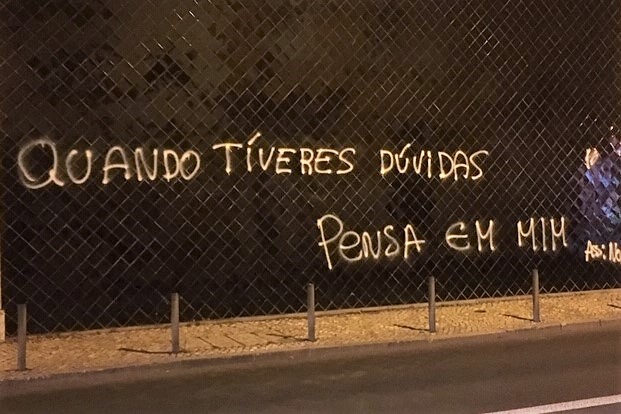 QUANDO TÍVERES DÚVIDAS
PENSA EM MIM